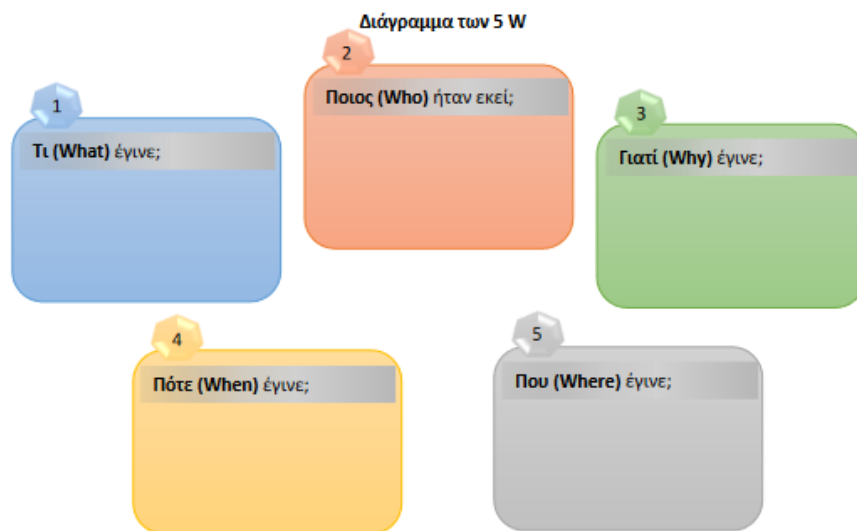 Διάγραμμα των 5 W
1
Τι (What) έγινε;
2
Ποιος (Who) ήταν εκεί;
3
Γιατί (Why) έγινε;
4
Πότε (When) έγινε;
5
Που (Where) έγινε;